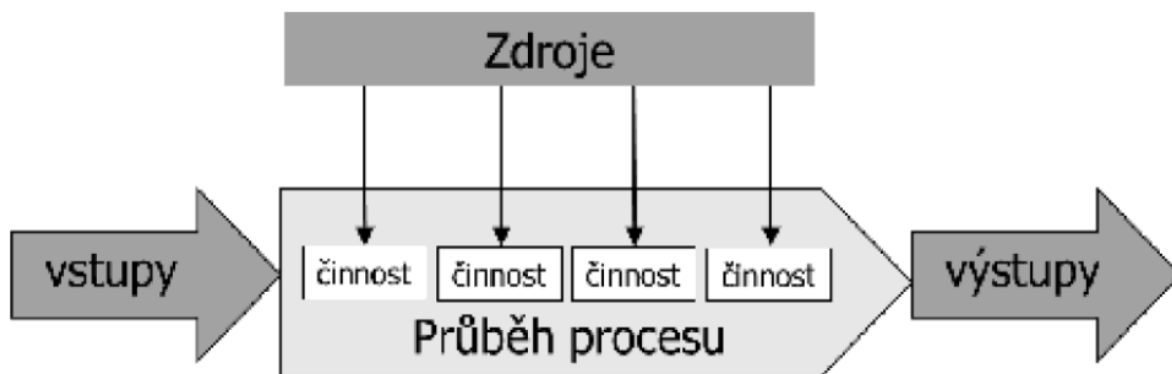 Zdroje
vstupy
činnost
činnost
činnost
činnost
výstupy
Průběh procesu